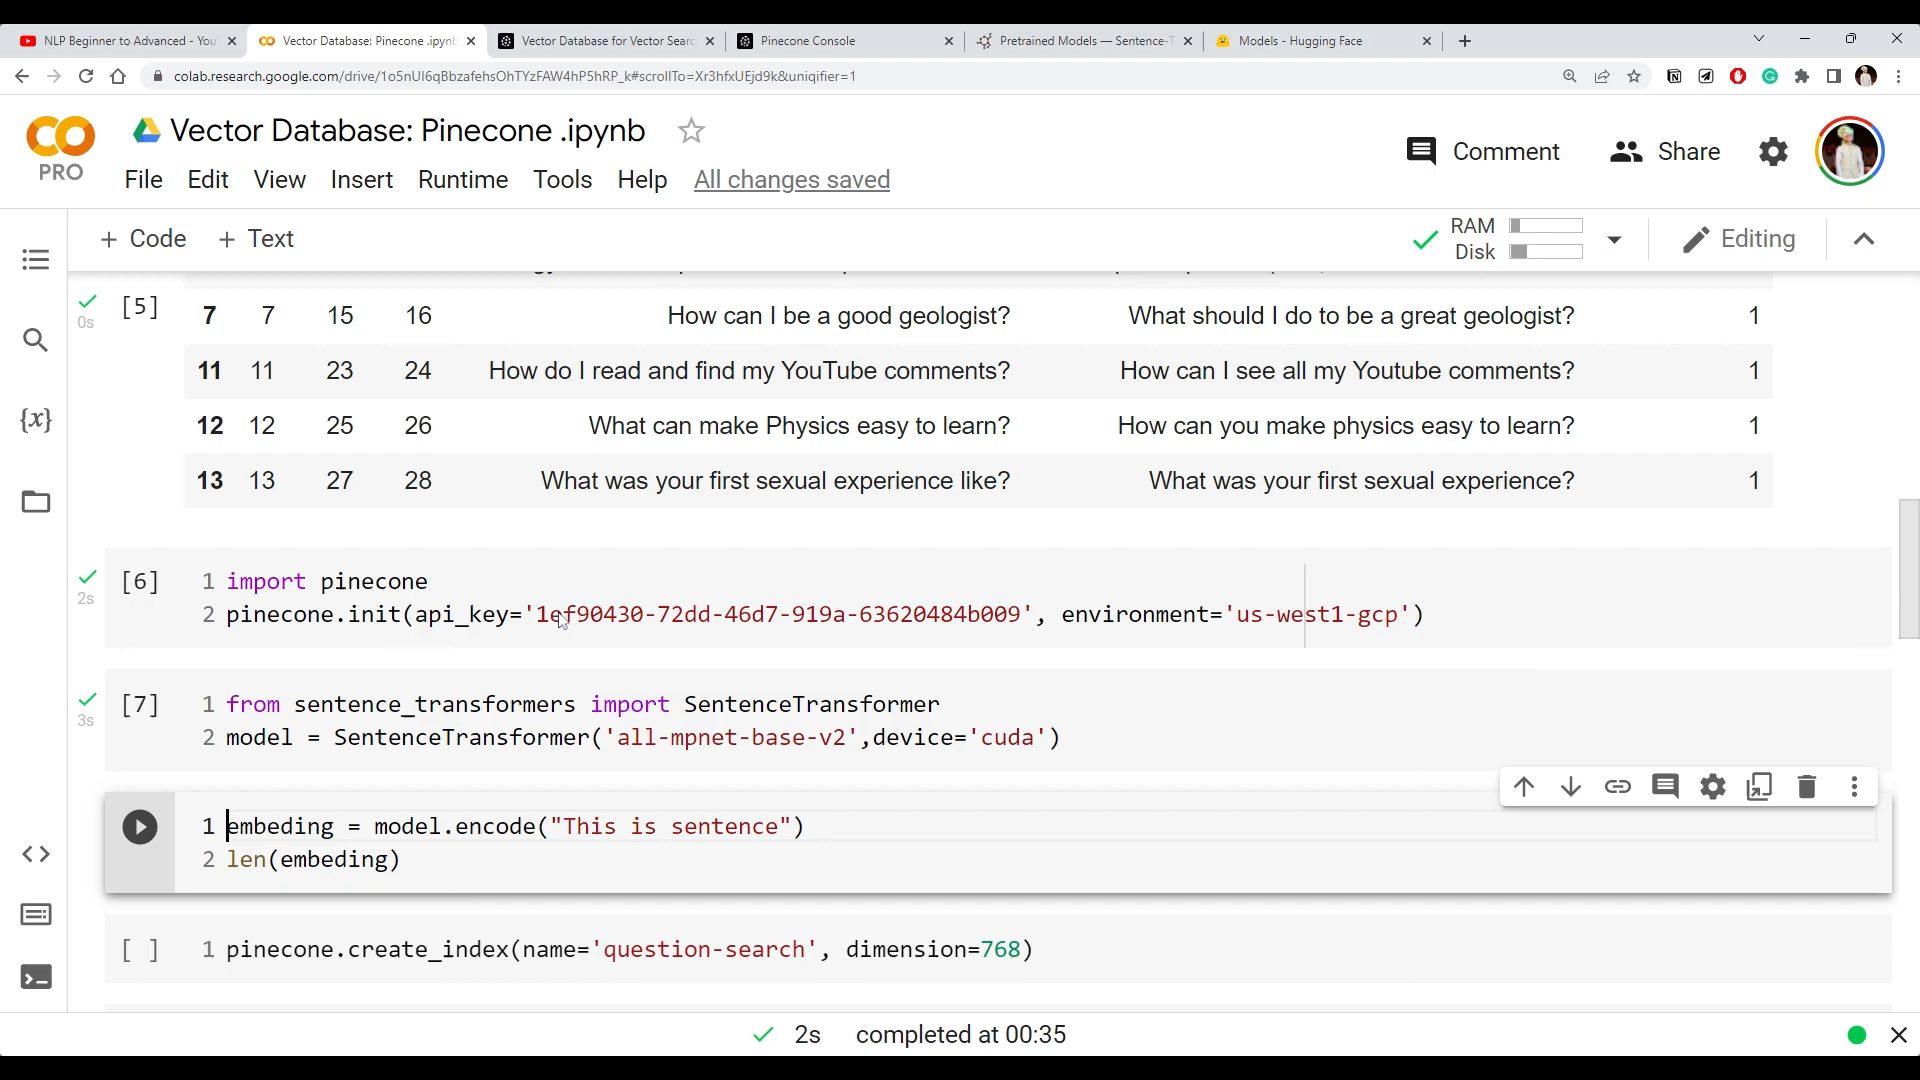 NLP Beginner to Advanced - You
Vector Database: Pinecone .ipynb
Vector Database for Vector Searc
Pinecone Console
Pretrained Models — Sentence-T
Models - Hugging Face
colab.research.google.com/drive/1o5nUI6qBbzafehsOhTYzFAW4hP5hRP_k#scrollTo=Xr3hfxUEjd9k&uniqifier=1
PRO
Vector Database: Pinecone .ipynb
Comment
Share
File Edit View Insert Runtime Tools Help All changes saved
+ Code + Text
RAM
Disk
Editing
[5]
0s
7 7 15 16 How can I be a good geologist? What should I do to be a great geologist? 1
11 11 23 24 How do I read and find my YouTube comments? How can I see all my Youtube comments? 1
12 12 25 26 What can make Physics easy to learn? How can you make physics easy to learn? 1
13 13 27 28 What was your first sexual experience like? What was your first sexual experience? 1
{x}
[6] 1 import pinecone
2s
2 pinecone.init(api_key='1ef90430-72dd-46d7-919a-63620484b009', environment='us-west1-gcp')
[7] 1 from sentence_transformers import SentenceTransformer
3s
2 model = SentenceTransformer('all-mpnet-base-v2',device='cuda')
1 embeding = model.encode("This is sentence")
2 len(embeding)
[ ] 1 pinecone.create_index(name='question-search', dimension=768)
2s completed at 00:35